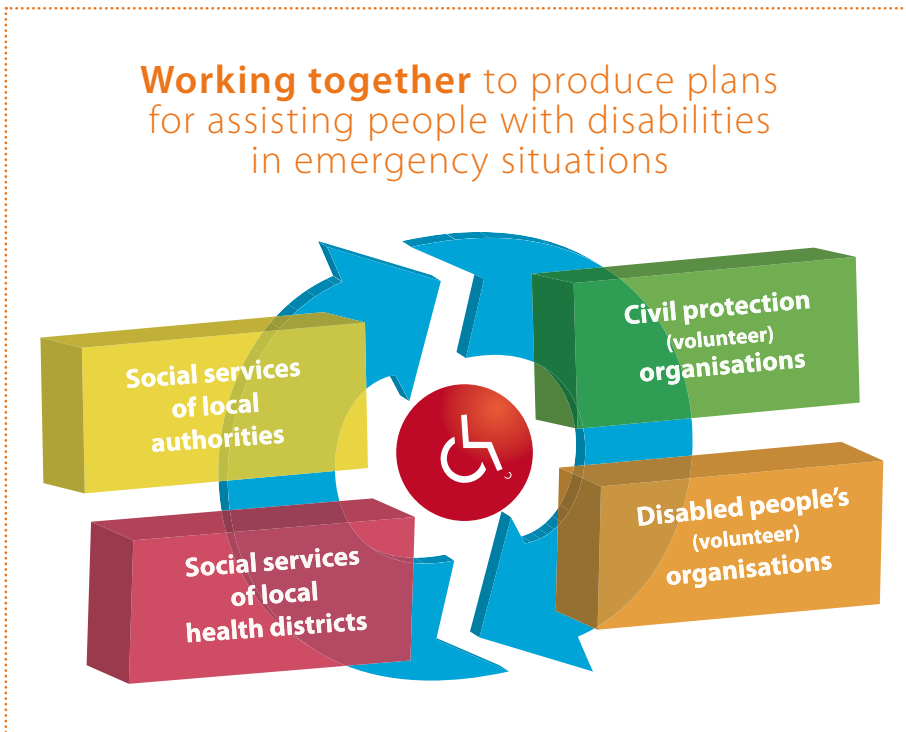 Working together to produce plans
for assisting people with disabilities
in emergency situations
Social services
of local
authorities
Civil protection
(volunteer)
organisations
Social services
of local
health districts
Disabled people's
(volunteer)
organisations